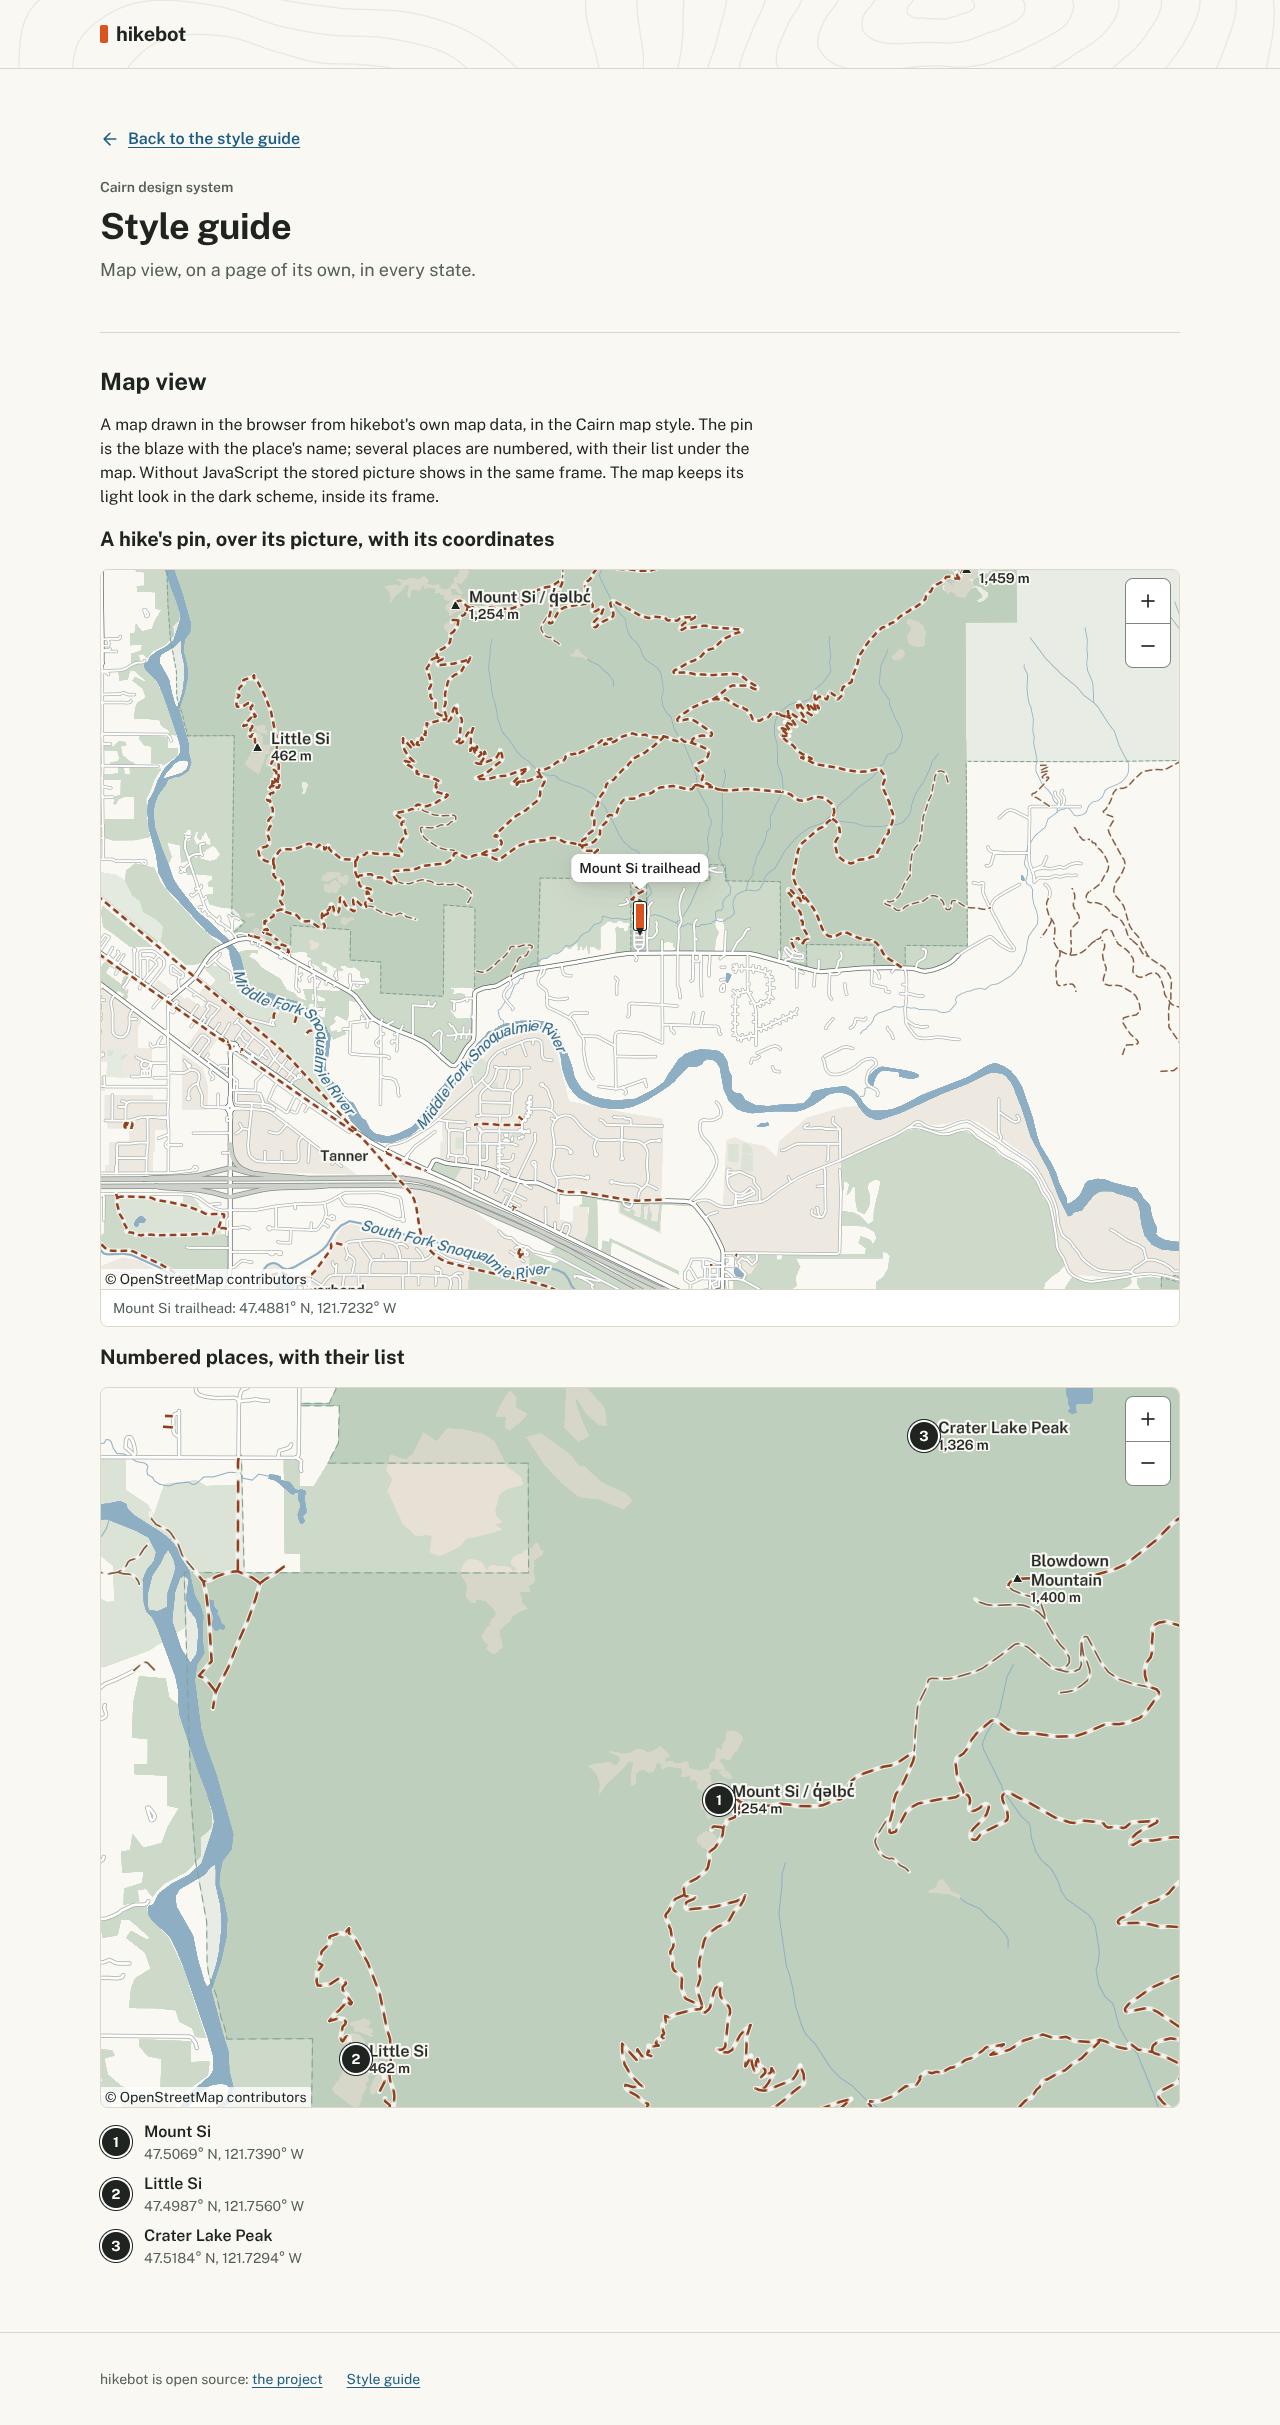 hikebot
Back to the style guide
Cairn design system
Style guide
Map view, on a page of its own, in every state.
Map view
A map drawn in the browser from hikebot's own map data, in the Cairn map style. The pin
is the blaze with the place's name; several places are numbered, with their list under the
map. Without JavaScript the stored picture shows in the same frame. The map keeps its
light look in the dark scheme, inside its frame.
A hike's pin, over its picture, with its coordinates
1,459 m
Mount Si / q̓əlbc̓
1,254 m
Little Si
462 m
Mount Si trailhead
Middle Fork Snoqualmie River
Middle Fork Snoqualmie River
Tanner
South Fork Snoqualmie River
© OpenStreetMap contributors
Mount Si trailhead: 47.4881° N, 121.7232° W
Numbered places, with their list
3
Crater Lake Peak
1,326 m
Blowdown
Mountain
1,400 m
1
Mount Si / q̓əlbc̓
1,254 m
2
Little Si
462 m
© OpenStreetMap contributors
1
Mount Si
47.5069° N, 121.7390° W
2
Little Si
47.4987° N, 121.7560° W
3
Crater Lake Peak
47.5184° N, 121.7294° W
hikebot is open source: the project
Style guide